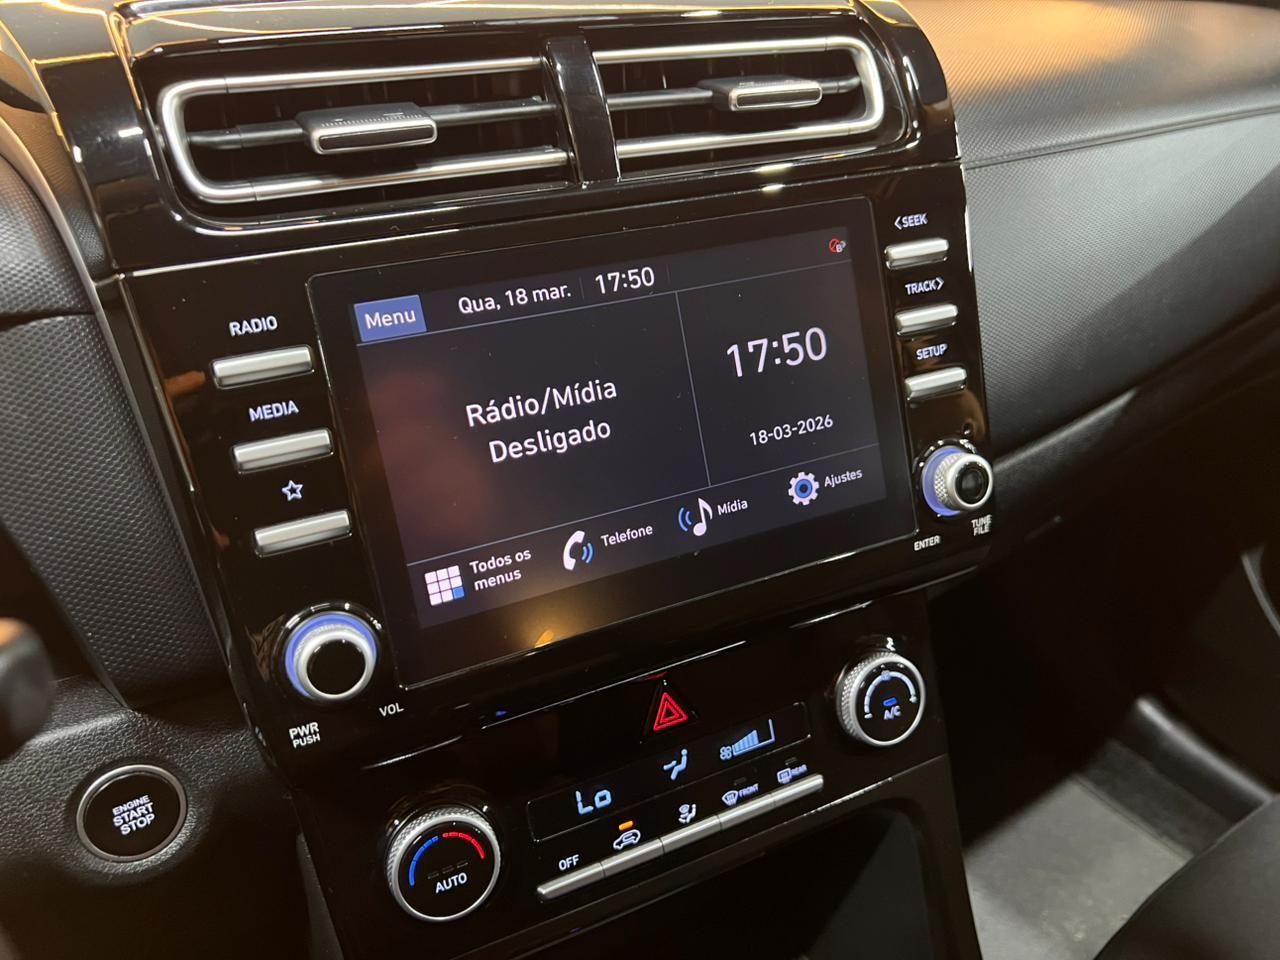 <SEEK
TRACK>
SETUP
RADIO
MEDIA
Menu
Qua, 18 mar.
17:50
Rádio/Mídia
Desligado
17:50
18-03-2026
Todos os
menus
Telefone
Mídia
Ajustes
TUNE
FILE
ENTER
PWR
PUSH
VOL
ENGINE
START
STOP
Lo
A/C
OFF
FRONT
REAR
AUTO